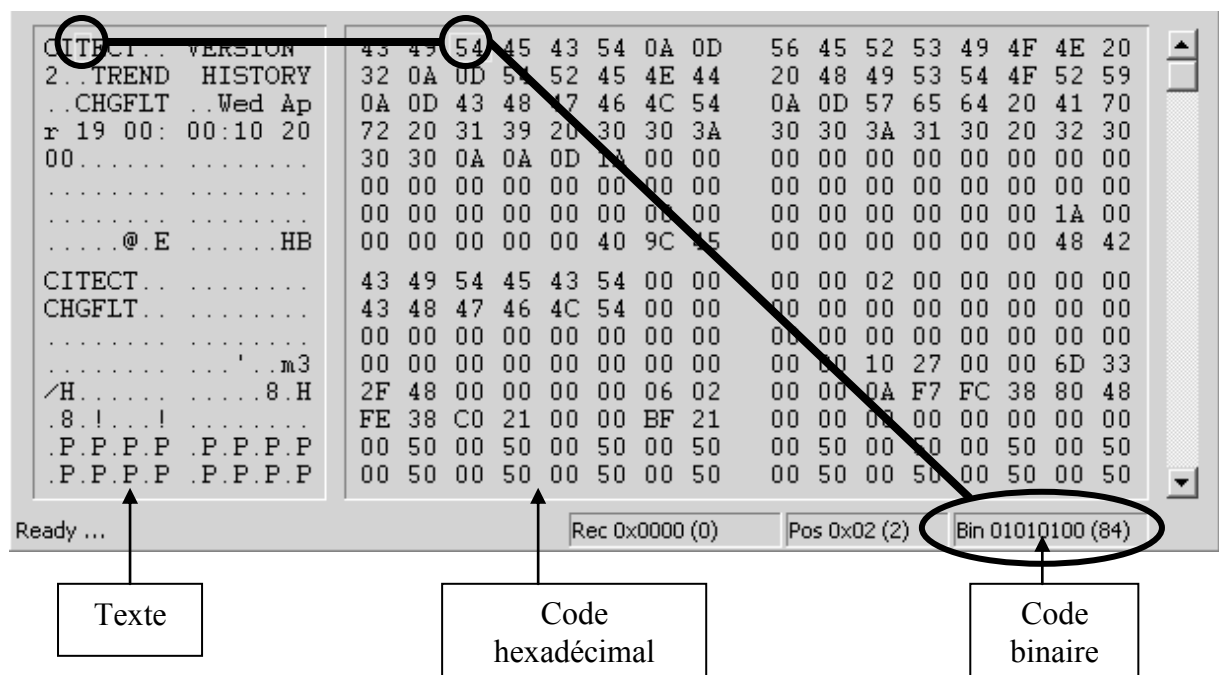 CITECT.. VERSION 43 49 54 45 43 54 0A 0D 56 45 52 53 49 4F 4E 20
2..TREND HISTORY 32 0A 0D 54 52 45 4E 44 20 48 49 53 54 4F 52 59
..CHGFLT ..Wed Ap 0A 0D 43 48 47 46 4C 54 0A 0D 57 65 64 20 41 70
r 19 00: 00:10 20 72 20 31 39 20 30 30 3A 30 30 3A 31 30 20 32 30
00...... ........ 30 30 0A 0A 0D 1A 00 00 00 00 00 00 00 00 00 00
........ ........ 00 00 00 00 00 00 00 00 00 00 00 00 00 00 00 00
........ ........ 00 00 00 00 00 00 00 00 00 00 00 00 00 00 1A 00
.....@.E ......HB 00 00 00 00 00 40 9C 45 00 00 00 00 00 00 48 42
CITECT.. ........ 43 49 54 45 43 54 00 00 00 00 02 00 00 00 00 00
CHGFLT.. ........ 43 48 47 46 4C 54 00 00 00 00 00 00 00 00 00 00
........ ........ 00 00 00 00 00 00 00 00 00 00 00 00 00 00 00 00
........ ...'..m3 00 00 00 00 00 00 00 00 00 00 10 27 00 00 6D 33
/H...... .....8.H 2F 48 00 00 00 00 06 02 00 00 0A F7 FC 38 80 48
.8.!...! ........ FE 38 C0 21 00 00 BF 21 00 00 00 00 00 00 00 00
.P.P.P.P .P.P.P.P 00 50 00 50 00 50 00 50 00 50 00 50 00 50 00 50
.P.P.P.P .P.P.P.P 00 50 00 50 00 50 00 50 00 50 00 50 00 50 00 50
Ready ... Rec 0x0000 (0) Pos 0x02 (2) Bin 01010100 (84)
Texte
Code
hexadécimal
Code
binaire